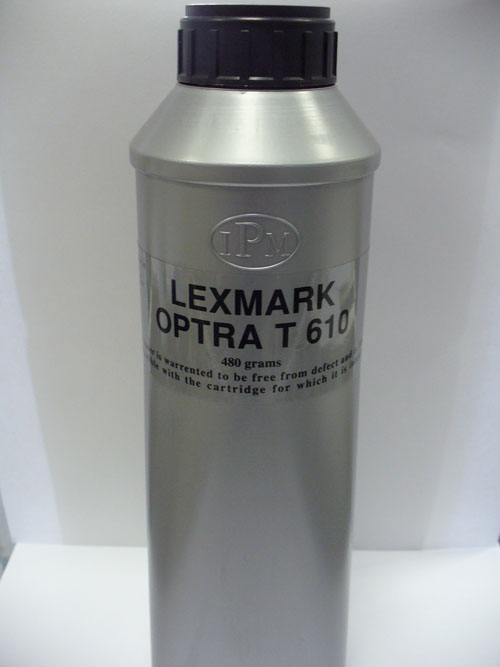 IPM
LEXMARK
OPTRA T 610
480 grams
is warrented to be free from defect and
with the cartridge for which it is